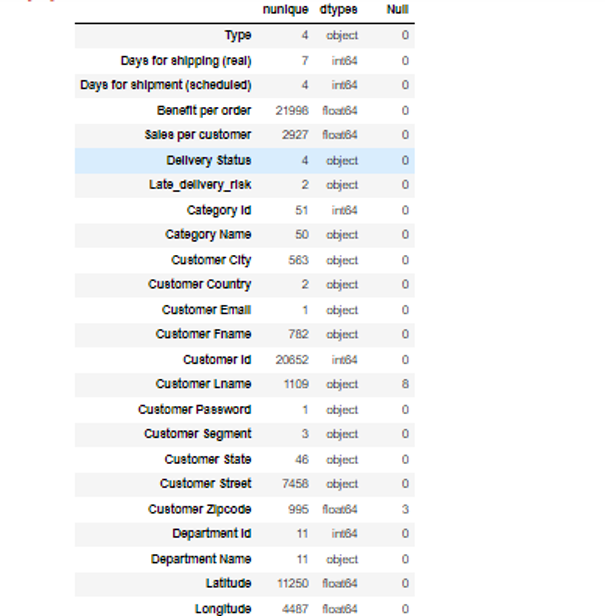 nunique dtypes Null
Type 4 object 0
Days for shipping (real) 7 int64 0
Days for shipment (scheduled) 4 int64 0
Benefit per order 21998 float64 0
Sales per customer 2927 float64 0
Delivery Status 4 object 0
Late_delivery_risk 2 object 0
Category Id 51 int64 0
Category Name 50 object 0
Customer City 563 object 0
Customer Country 2 object 0
Customer Email 1 object 0
Customer Fname 782 object 0
Customer Id 20652 int64 0
Customer Lname 1109 object 8
Customer Password 1 object 0
Customer Segment 3 object 0
Customer State 46 object 0
Customer Street 7458 object 0
Customer Zipcode 995 float64 3
Department Id 11 int64 0
Department Name 11 object 0
Latitude 11250 float64 0
Longitude 4487 float64 0